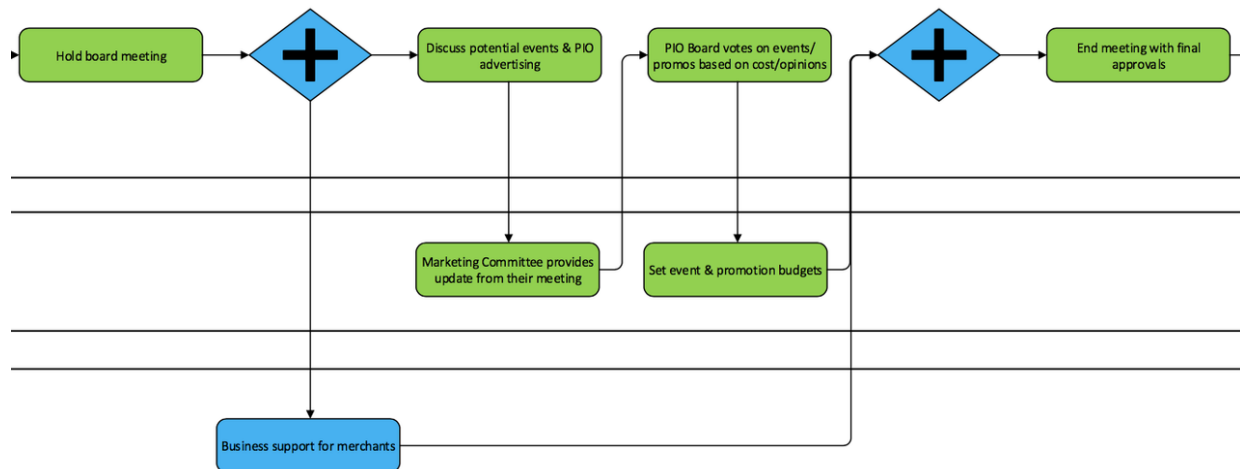 Hold board meeting
Discuss potential events & PIO
advertising
PIO Board votes on events/
promos based on cost/opinions
End meeting with final
approvals
Marketing Committee provides
update from their meeting
Set event & promotion budgets
Business support for merchants